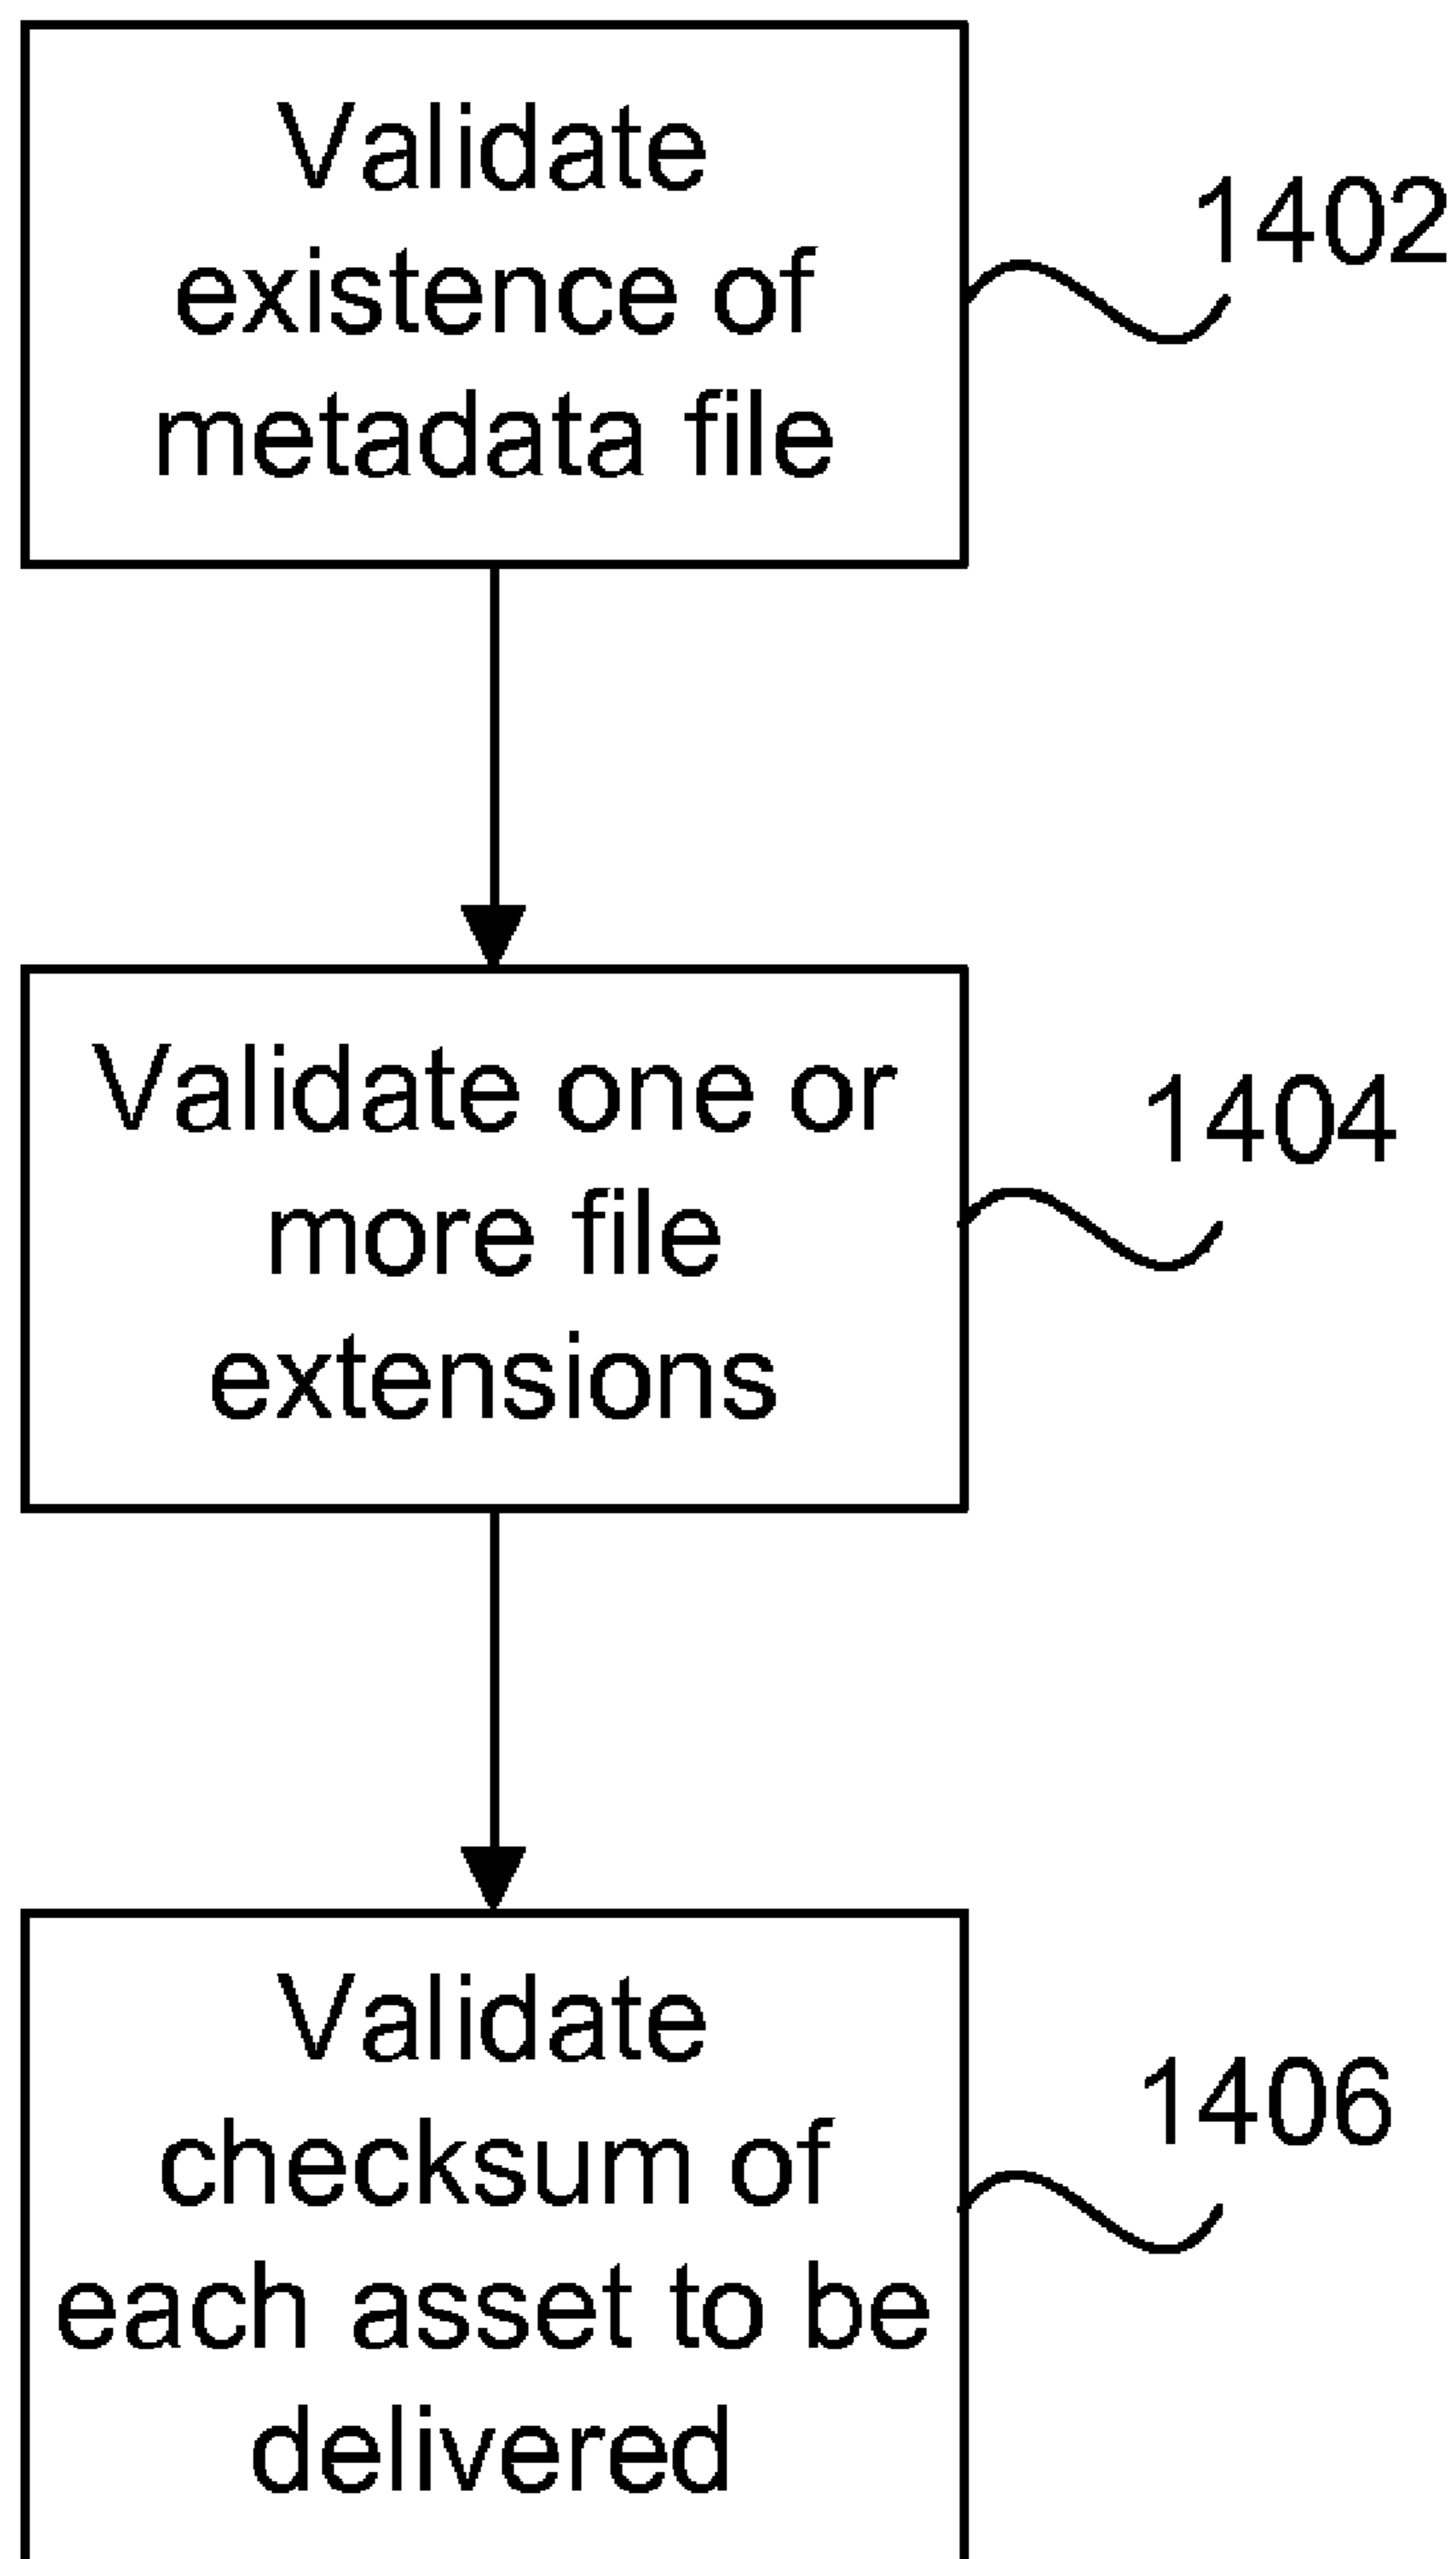 Validate
existence of
metadata file
1402
Validate one or
more file
extensions
1404
Validate
checksum of
each asset to be
delivered
1406